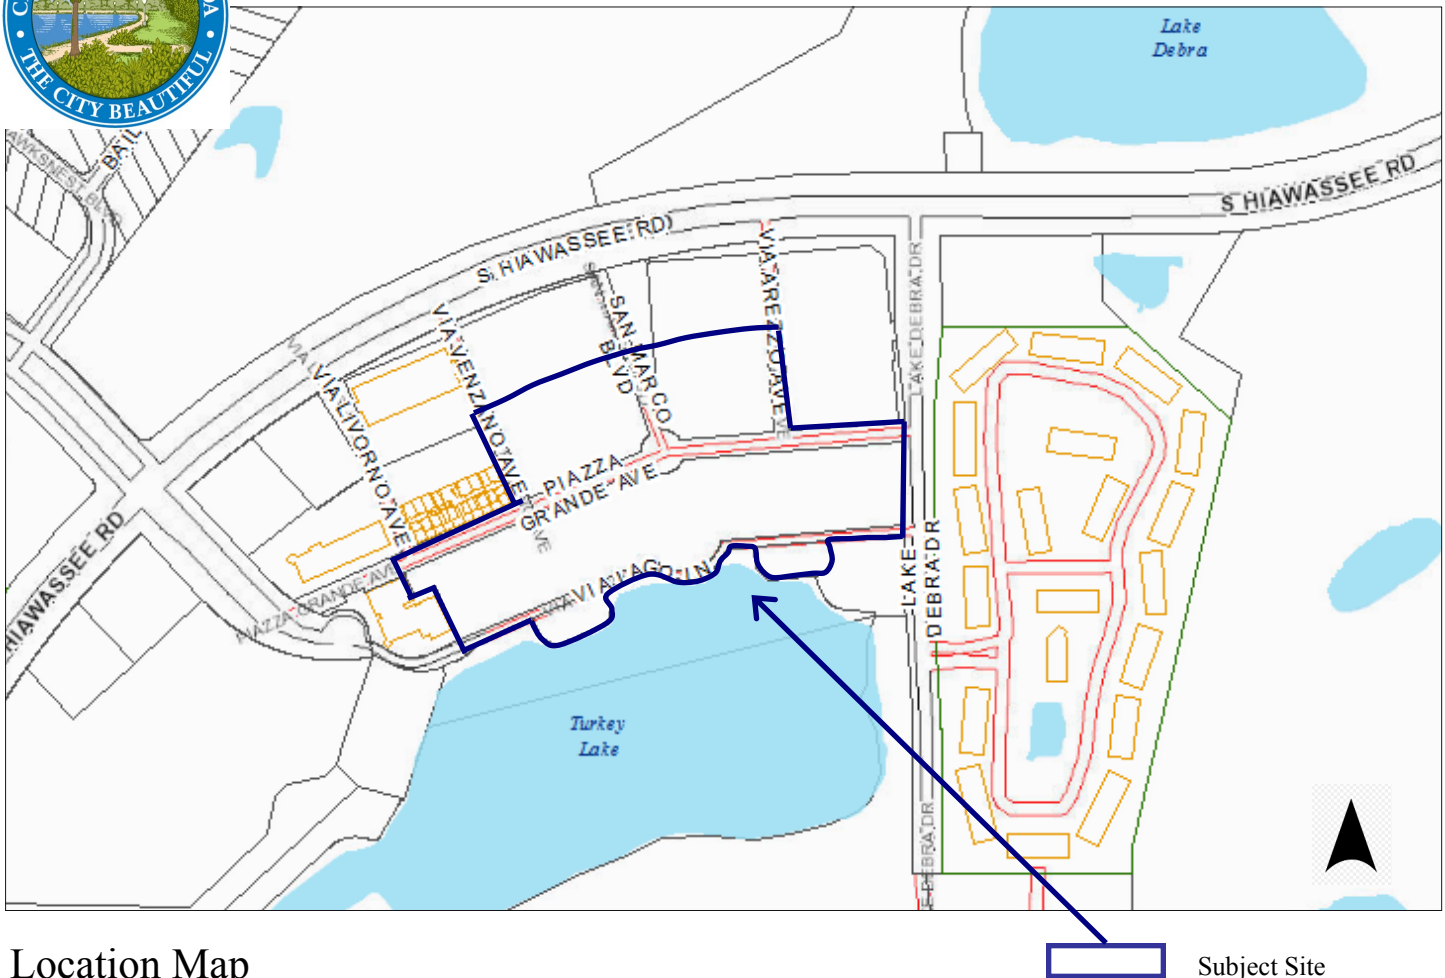 THE CITY BEAUTIFUL
Lake
Debra
S HIAWASSEE RD
S HIAWASSEE RD
HIAWASSEE RD
VIA AREZZO AVE
LAKE DEBRA DR
SAN MARCO
BLVD
VIA VENZANO AVE
VIA LIVORNO AVE
PIAZZA
GRANDE AVE
PIAZZA GRANDE AVE
VIA LAGO LN
LAKE
DEBRA DR
E DEBRA DR
Turkey
Lake
Location Map
Subject Site